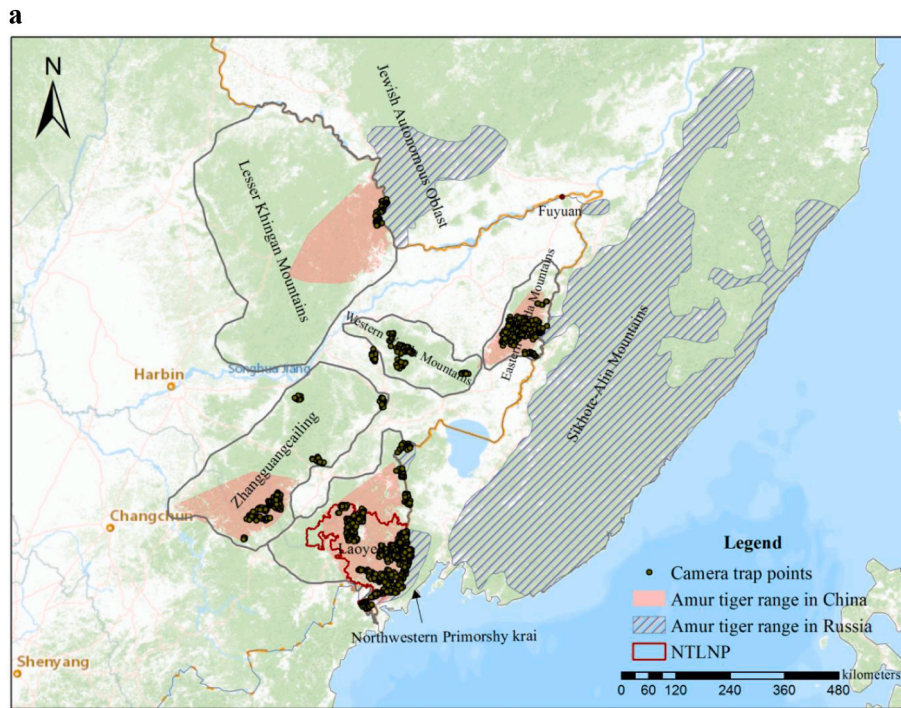 a
N
Jewish Autonomous Oblast
Lesser Khingan Mountains
Fuyuan
Western
Mountains
Eastern
da Mountains
Sikhote-Alin Mountains
Harbin
Songhua Jiang
Zhangguangcailing
Changchun
Laoye
Northwestern Primorshy krai
Shenyang
Legend
Camera trap points
Amur tiger range in China
Amur tiger range in Russia
NTLNP
kilometers
0 60 120 240 360 480